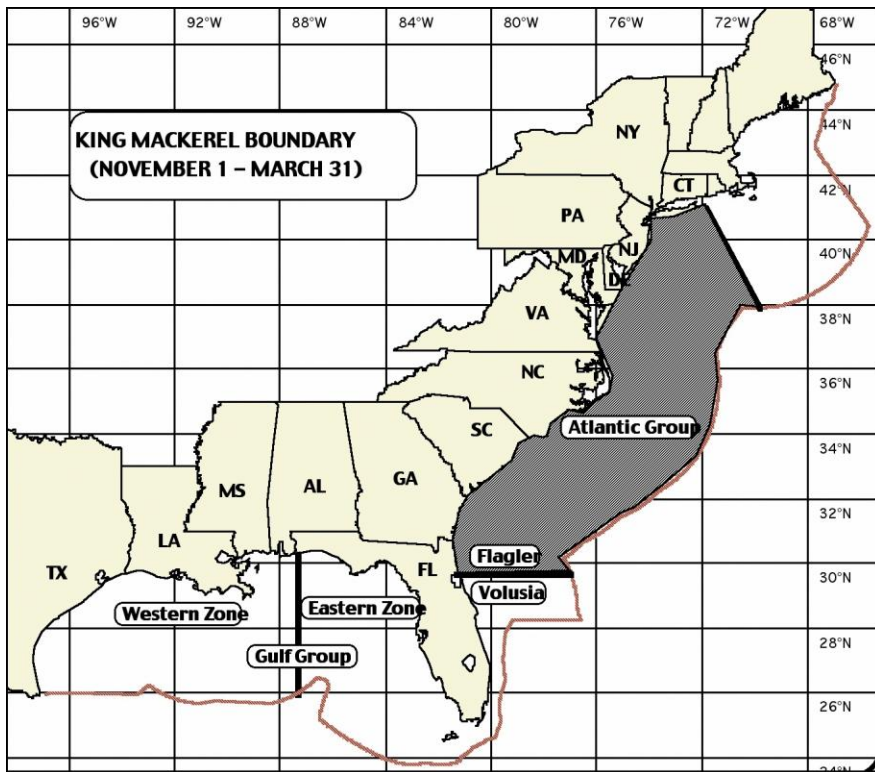 96°W 92°W 88°W 84°W 80°W 76°W 72°W 68°W
46°N
KING MACKEREL BOUNDARY
(NOVEMBER 1 – MARCH 31)
44°N
NY
42°N
CT
PA
40°N
NJ
MD
DE
38°N
VA
36°N
NC
SC
Atlantic Group
34°N
GA
MS
AL
32°N
LA
Flagler
FL
TX
30°N
Volusia
Western Zone
Eastern Zone
28°N
Gulf Group
26°N
24°N